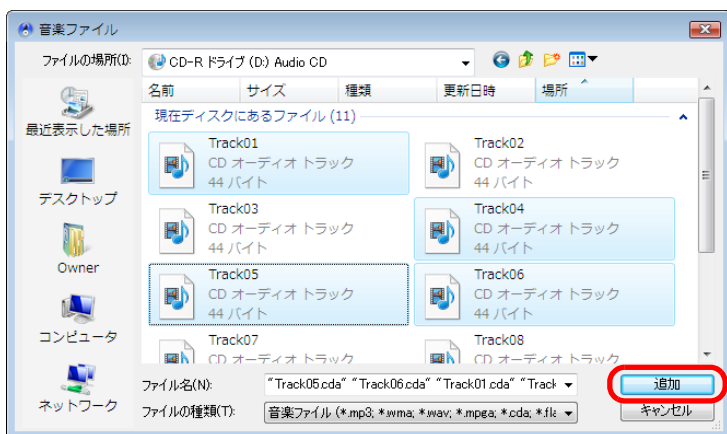 音楽ファイル
ファイルの場所(I):
CD-R ドライブ (D:) Audio CD
名前 サイズ 種類 更新日時 場所
現在ディスクにあるファイル (11)
最近表示した場所
デスクトップ
Owner
コンピュータ
ネットワーク
Track01
CD オーディオ トラック
44 バイト
Track02
CD オーディオ トラック
44 バイト
Track03
CD オーディオ トラック
44 バイト
Track04
CD オーディオ トラック
44 バイト
Track05
CD オーディオ トラック
44 バイト
Track06
CD オーディオ トラック
44 バイト
Track07
CD オーディオ トラック
Track08
CD オーディオ トラック
ファイル名(N):
"Track05.cda" "Track06.cda" "Track01.cda" "Track
追加
ファイルの種類(T):
音楽ファイル (*.mp3; *.wma; *.wav; *.mpga; *.cda; *.fla
キャンセル